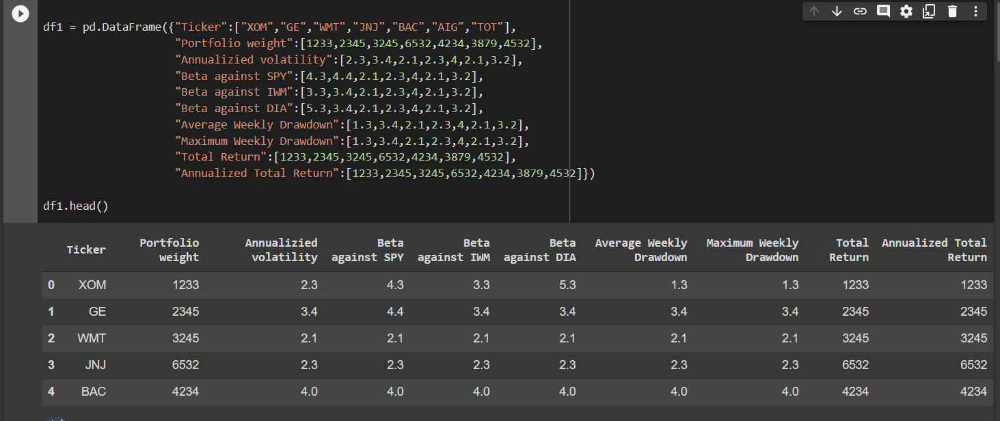 df1 = pd.DataFrame({"Ticker":["XOM","GE","WMT","JNJ","BAC","AIG","TOT"],
"Portfolio weight":[1233,2345,3245,6532,4234,3879,4532],
"Annualizied volatility":[2.3,3.4,2.1,2.3,4,2.1,3.2],
"Beta against SPY":[4.3,4.4,2.1,2.3,4,2.1,3.2],
"Beta against IWM":[3.3,3.4,2.1,2.3,4,2.1,3.2],
"Beta against DIA":[5.3,3.4,2.1,2.3,4,2.1,3.2],
"Average Weekly Drawdown":[1.3,3.4,2.1,2.3,4,2.1,3.2],
"Maximum Weekly Drawdown":[1.3,3.4,2.1,2.3,4,2.1,3.2],
"Total Return":[1233,2345,3245,6532,4234,3879,4532],
"Annualized Total Return":[1233,2345,3245,6532,4234,3879,4532]})
df1.head()
Ticker Portfolio weight Annualizied volatility Beta against SPY Beta against IWM Beta against DIA Average Weekly Drawdown Maximum Weekly Drawdown Total Return Annualized Total Return
0 XOM 1233 2.3 4.3 3.3 5.3 1.3 1.3 1233 1233
1 GE 2345 3.4 4.4 3.4 3.4 3.4 3.4 2345 2345
2 WMT 3245 2.1 2.1 2.1 2.1 2.1 2.1 3245 3245
3 JNJ 6532 2.3 2.3 2.3 2.3 2.3 2.3 6532 6532
4 BAC 4234 4.0 4.0 4.0 4.0 4.0 4.0 4234 4234